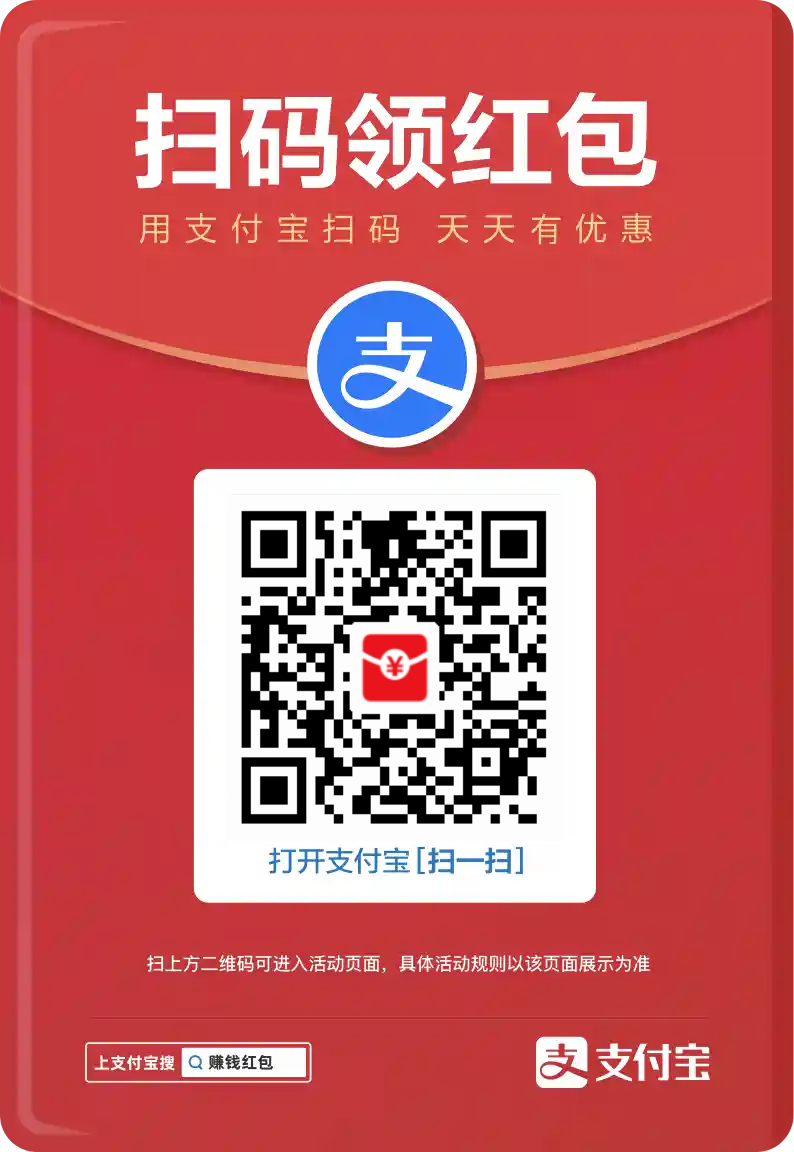 扫码领红包
用支付宝扫码 天天有优惠
支
¥
打开支付宝[扫一扫]
扫上方二维码可进入活动页面，具体活动规则以该页面展示为准
上支付宝搜 赚钱红包
支 支付宝